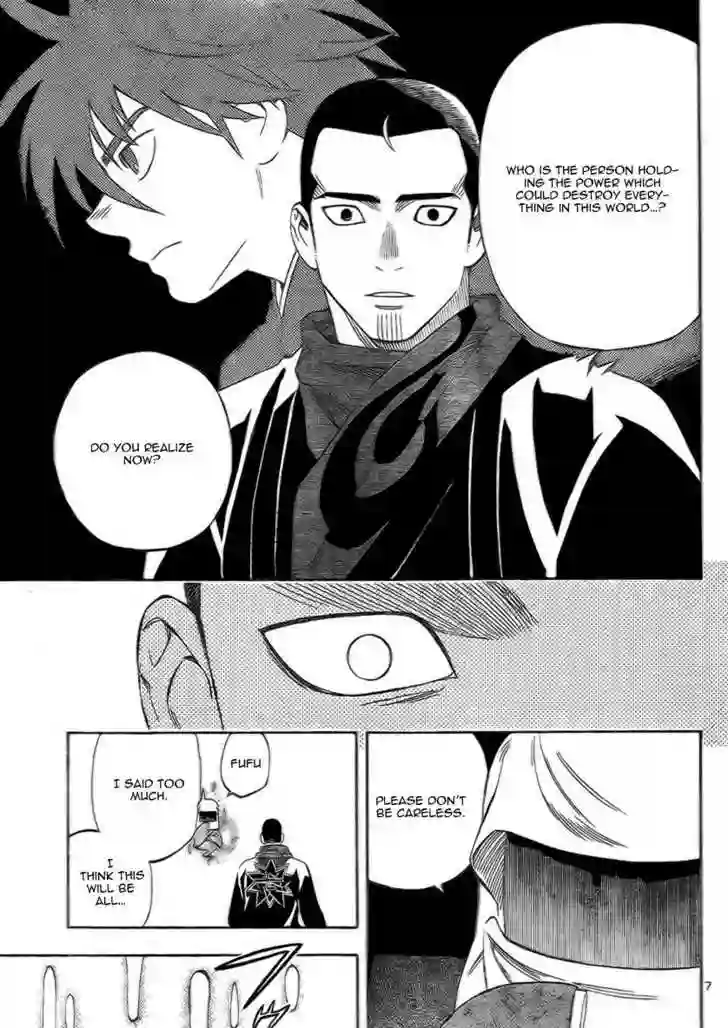 WHO IS THE PERSON HOLD-
ING THE POWER WHICH
COULD DESTROY EVERY-
THING IN THIS WORLD...?
DO YOU REALIZE
NOW?
PLEASE DON'T
BE CARELESS.
FUFU
I SAID TOO
MUCH.
I
THINK THIS
WILL BE
ALL...
7